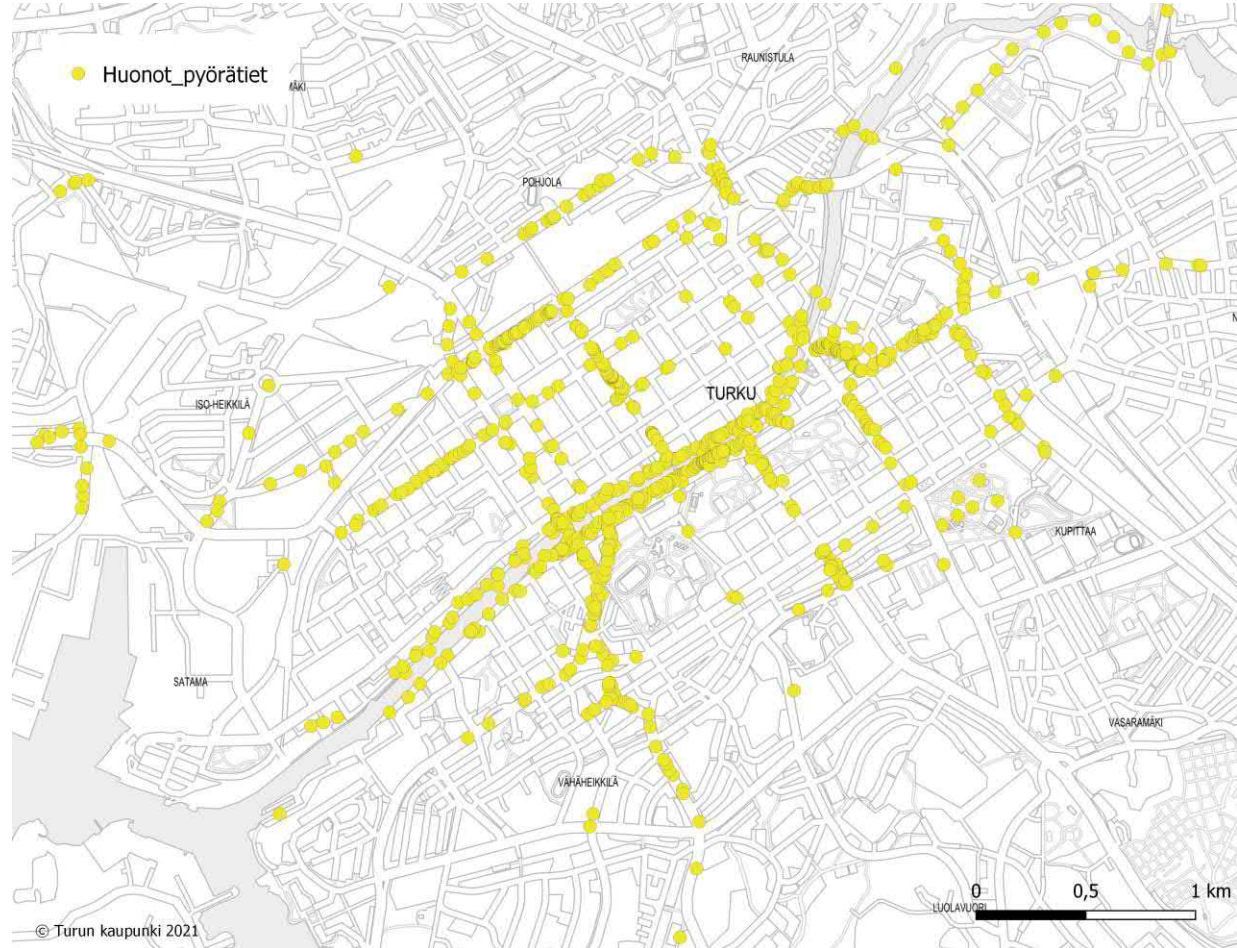 RAUNISTULA
Huonot_pyörätiet
MÄKI
POHJOLA
TURKU
ISO-HEIKKILÄ
KUPITTAA
SATAMA
VASARAMÄKI
VÄHÄHEIKKILÄ
0 0,5 1 km
LUOLAVUORI
© Turun kaupunki 2021
N